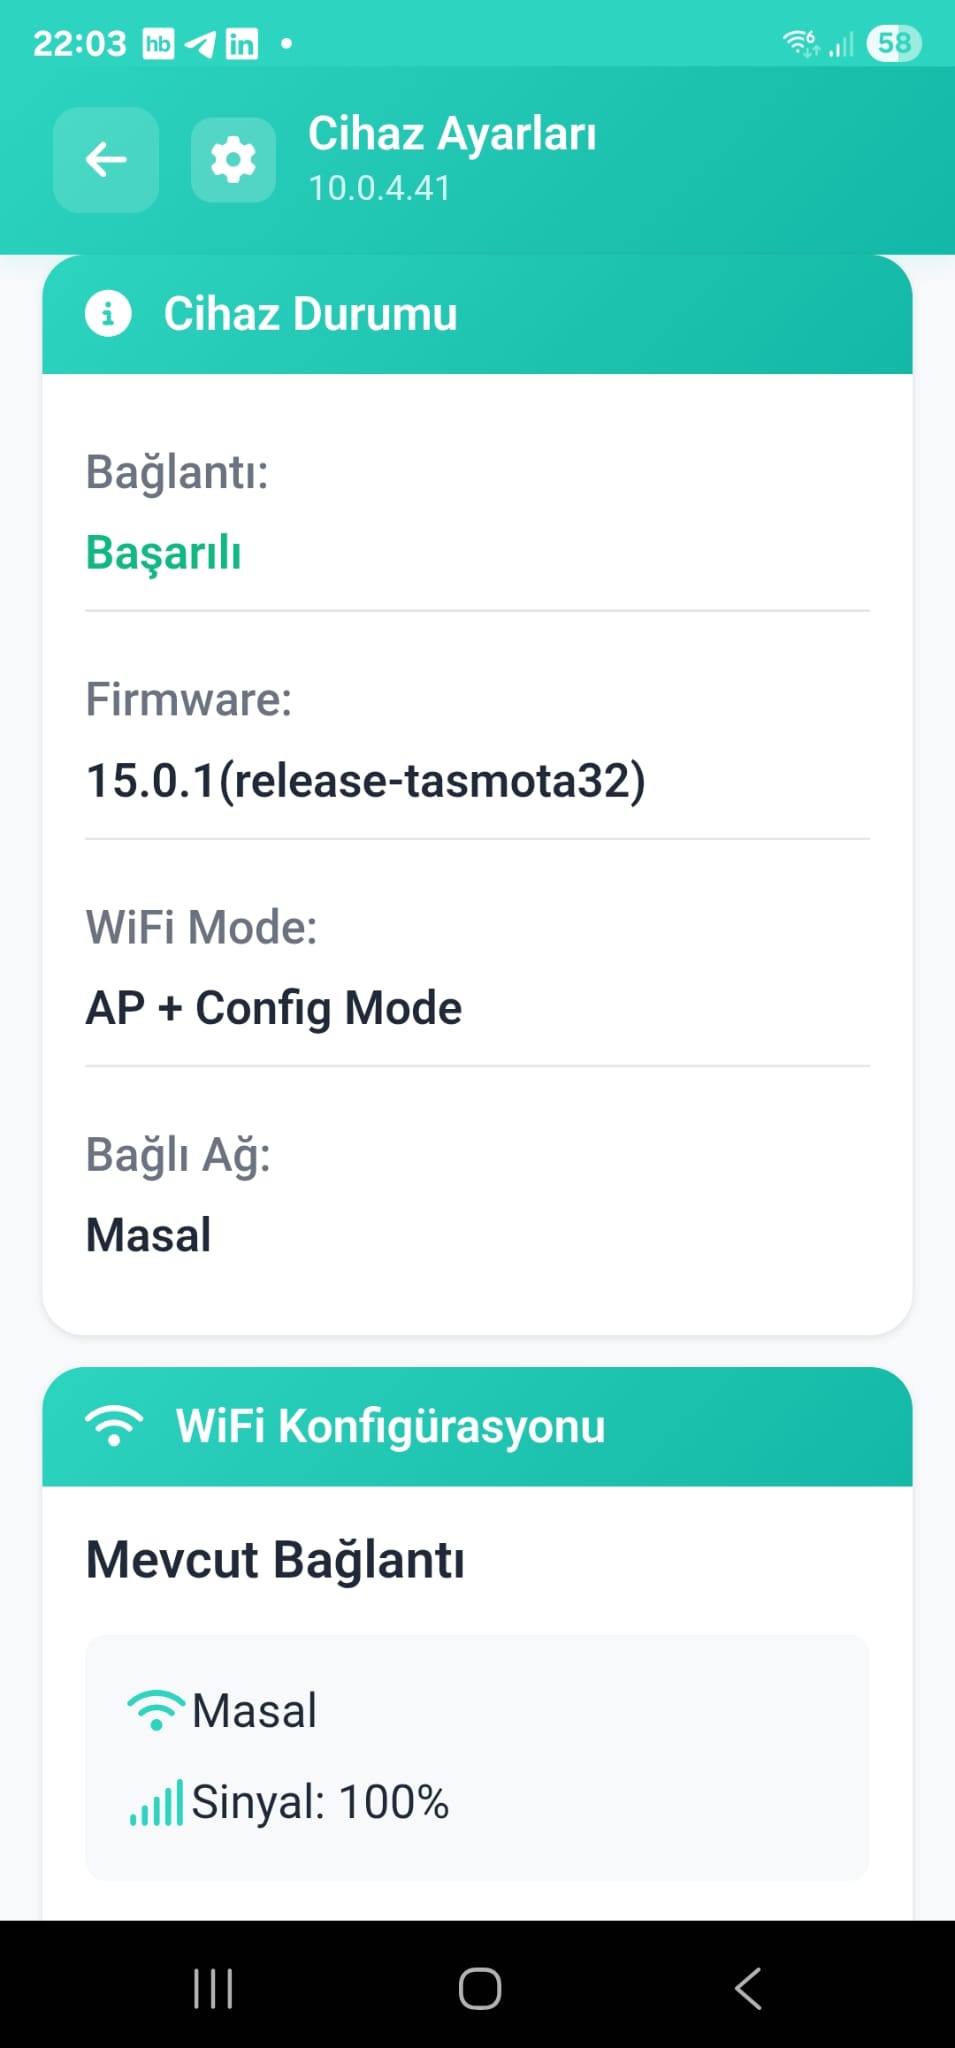 22:03 hb in 6 58
Cihaz Ayarları
10.0.4.41
Cihaz Durumu
Bağlantı:
Başarılı
Firmware:
15.0.1(release-tasmota32)
WiFi Mode:
AP + Config Mode
Bağlı Ağ:
Masal
WiFi Konfigürasyonu
Mevcut Bağlantı
Masal
Sinyal: 100%